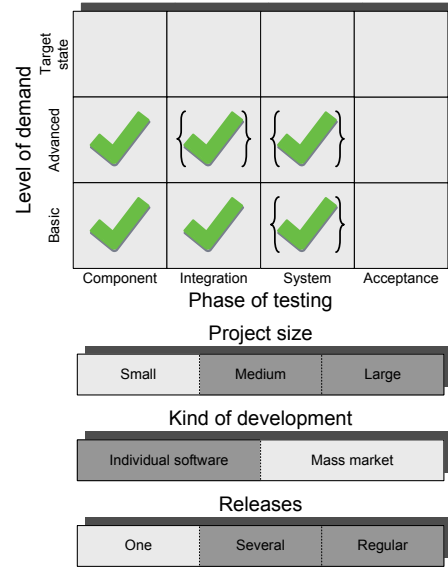 Level of demand
Target
state
Advanced
Basic
Component Integration System Acceptance
Phase of testing
Project size
Small Medium Large
Kind of development
Individual software Mass market
Releases
One Several Regular